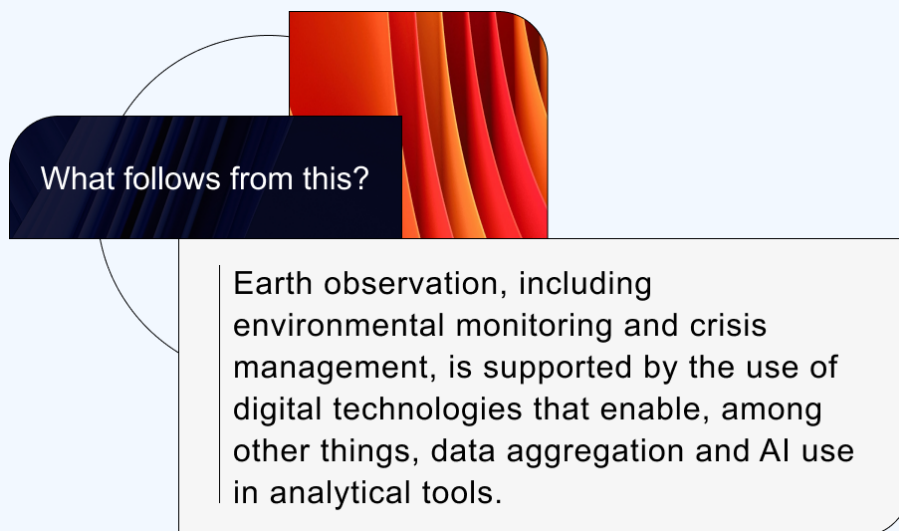 What follows from this?
Earth observation, including
environmental monitoring and crisis
management, is supported by the use of
digital technologies that enable, among
other things, data aggregation and AI use
in analytical tools.